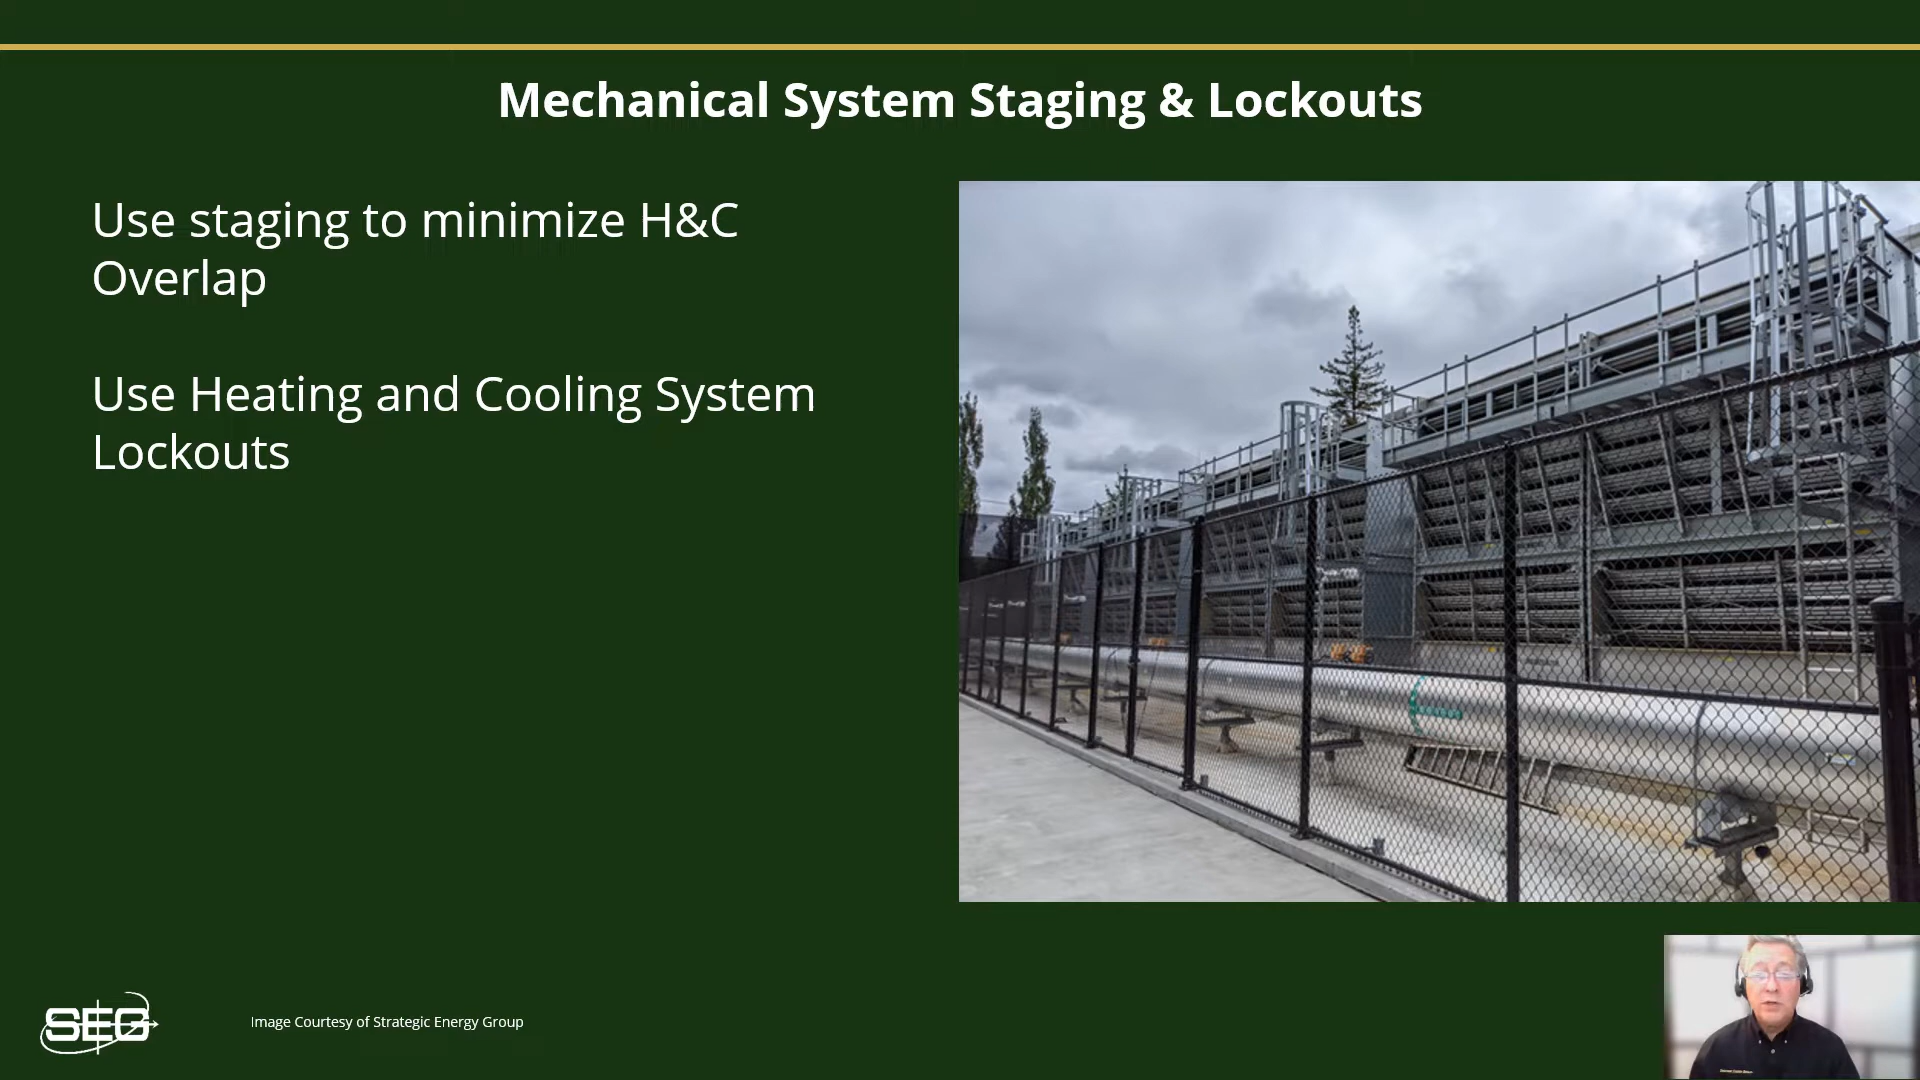 Mechanical System Staging & Lockouts
Use staging to minimize H&C
Overlap
Use Heating and Cooling System
Lockouts
SEG
Image Courtesy of Strategic Energy Group